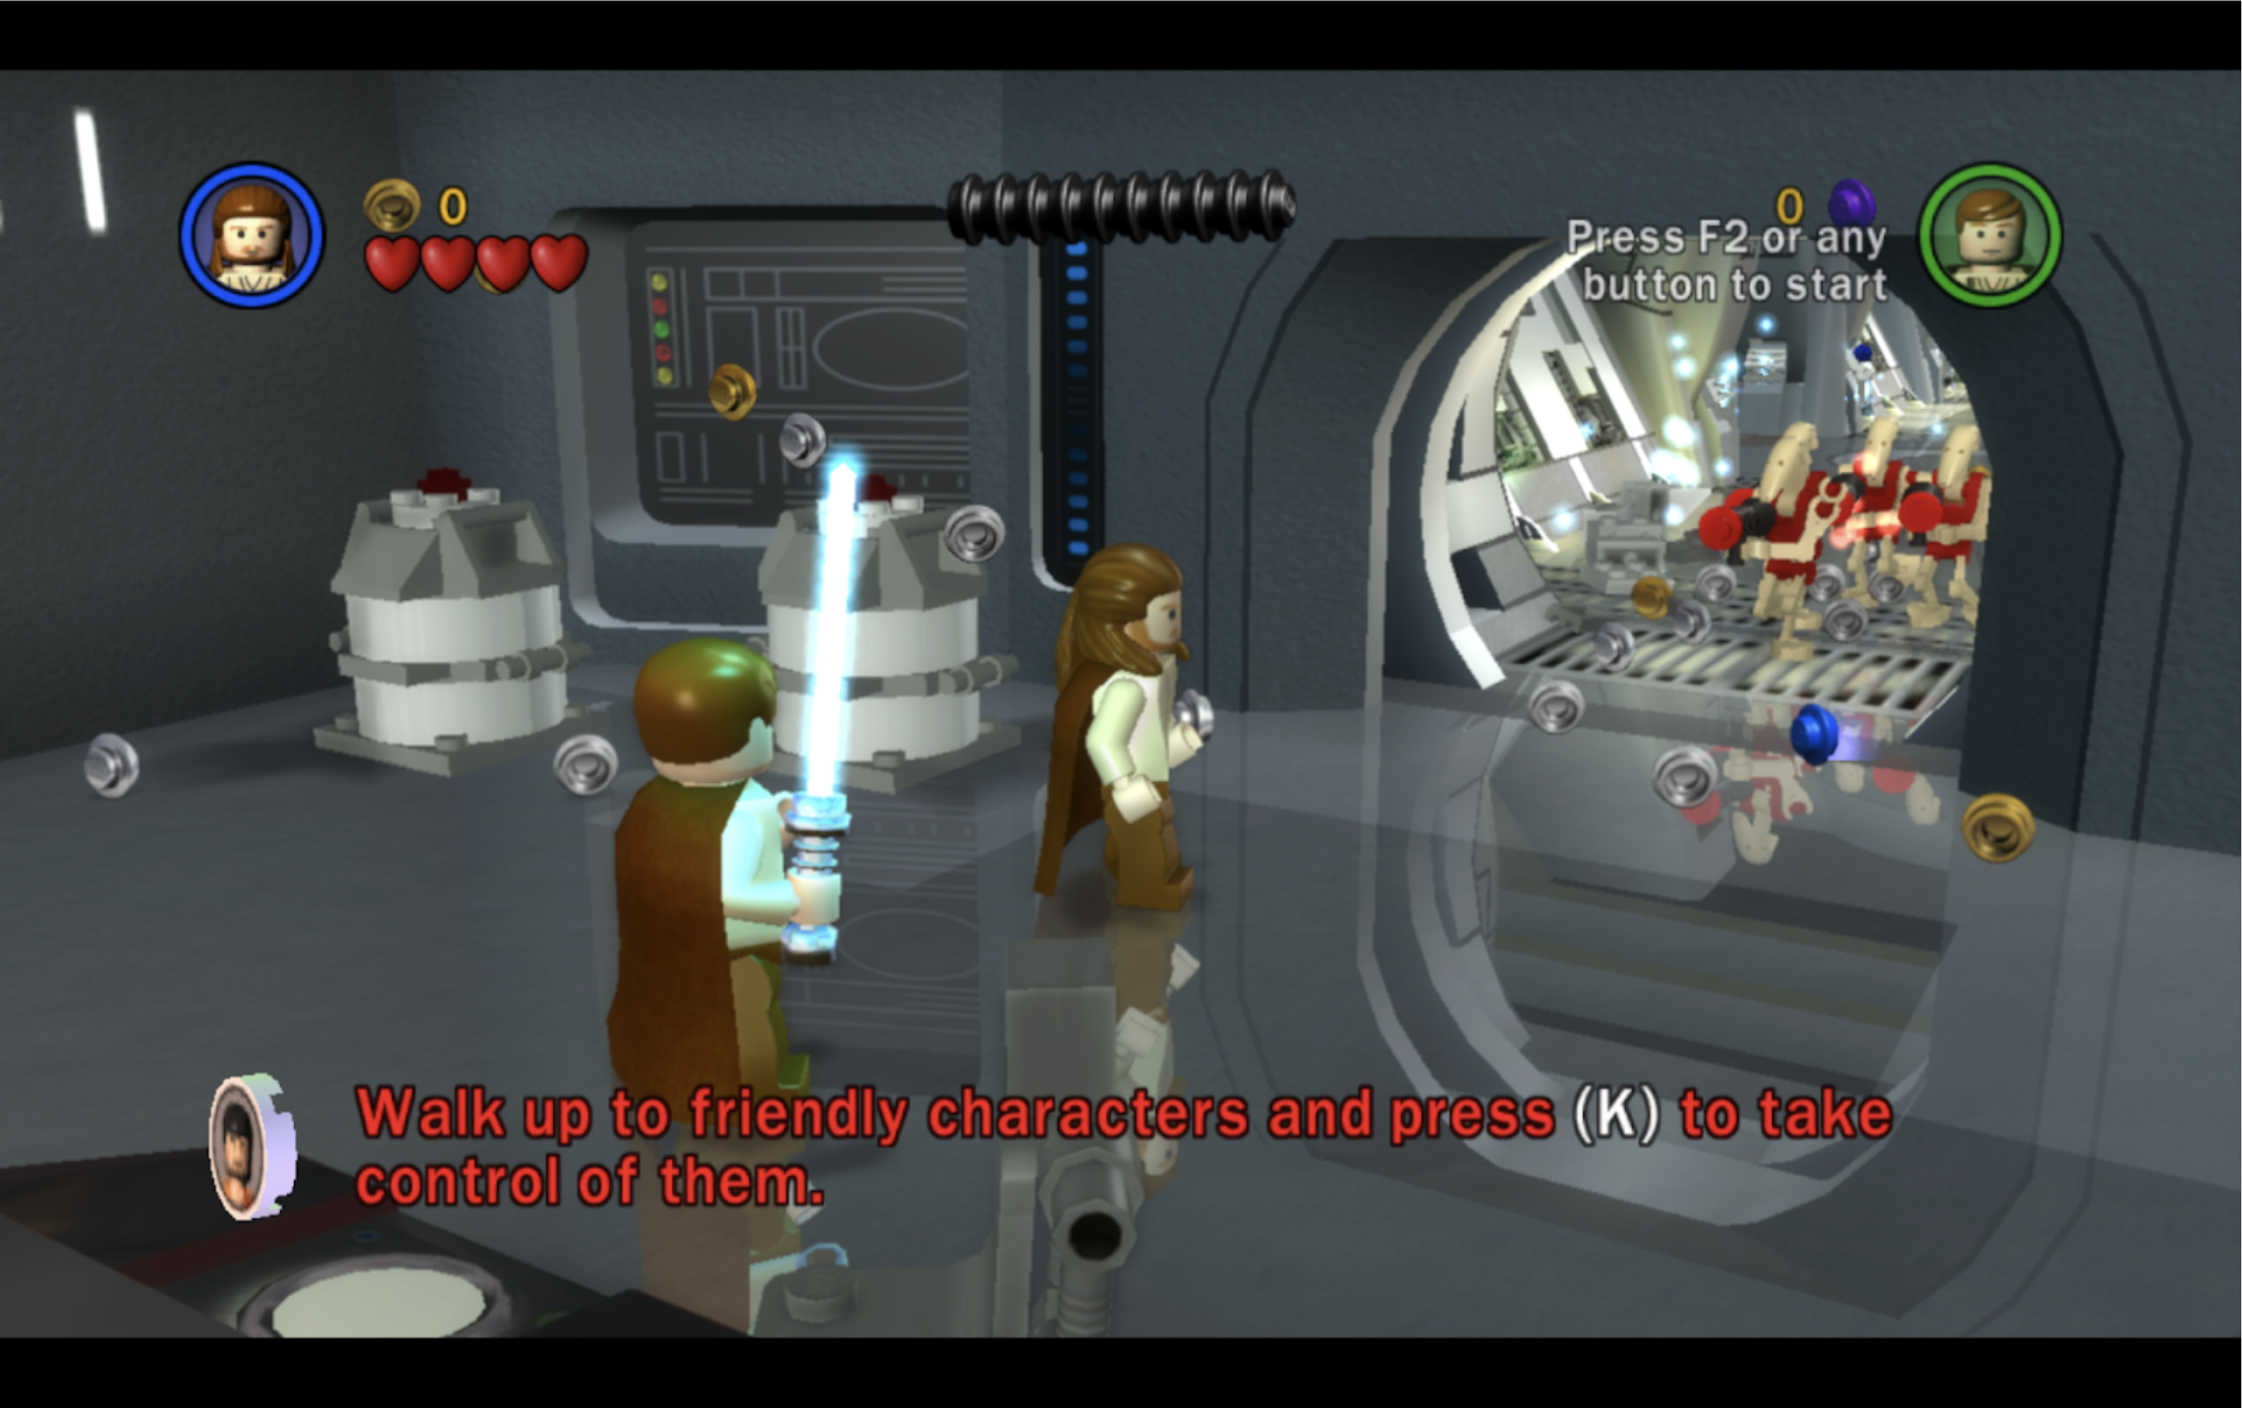 0
0
Press F2 or any
button to start
Walk up to friendly characters and press (K) to take
control of them.